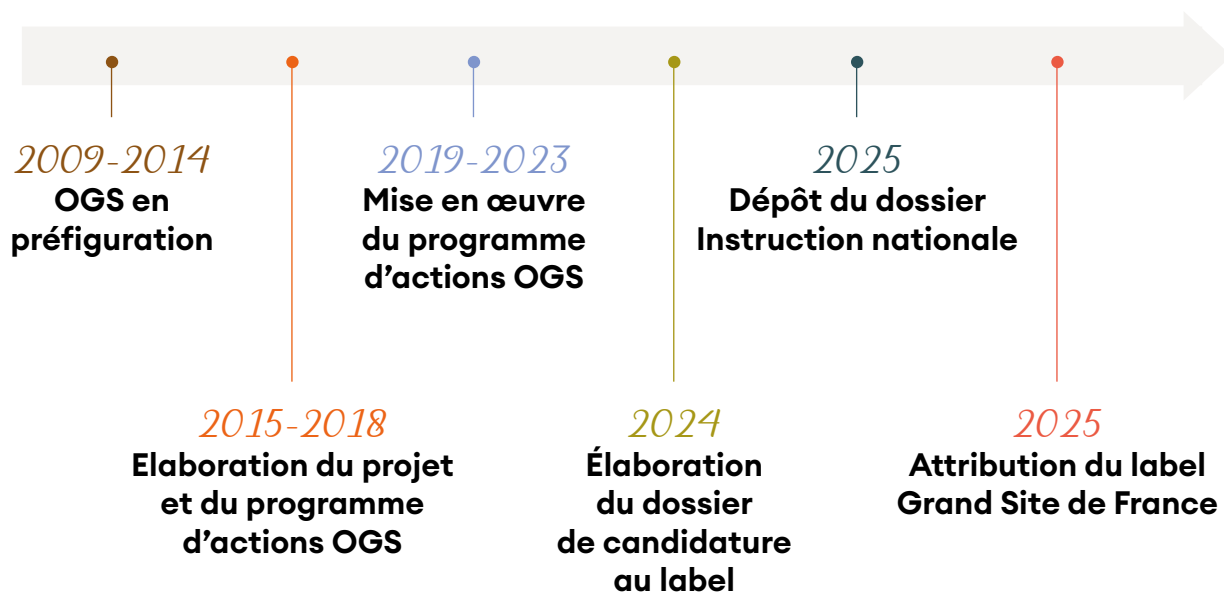 2009-2014
OGS en
préfiguration
2015-2018
Elaboration du projet
et du programme
d’actions OGS
2019-2023
Mise en œuvre
du programme
d’actions OGS
2024
Élaboration
du dossier
de candidature
au label
2025
Dépôt du dossier
Instruction nationale
2025
Attribution du label
Grand Site de France